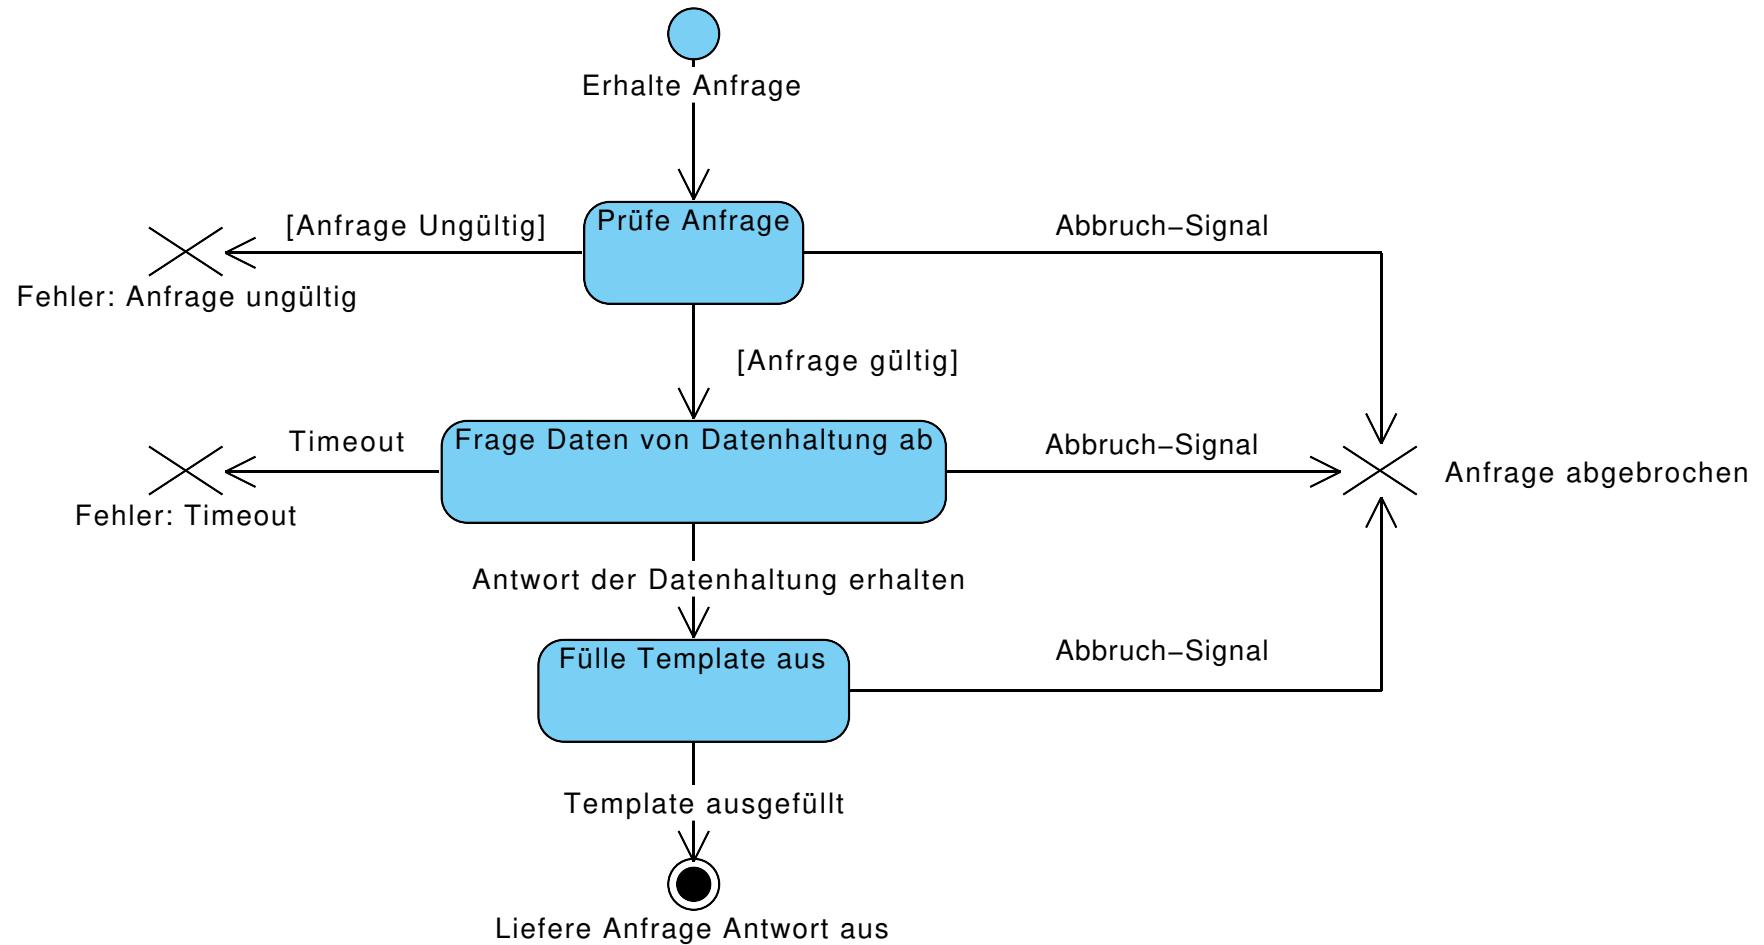 Erhalte Anfrage
[Anfrage Ungültig]
Prüfe Anfrage
Abbruch–Signal
Fehler: Anfrage ungültig
[Anfrage gültig]
Timeout
Frage Daten von Datenhaltung ab
Abbruch–Signal
Anfrage abgebrochen
Fehler: Timeout
Antwort der Datenhaltung erhalten
Fülle Template aus
Abbruch–Signal
Template ausgefüllt
Liefere Anfrage Antwort aus